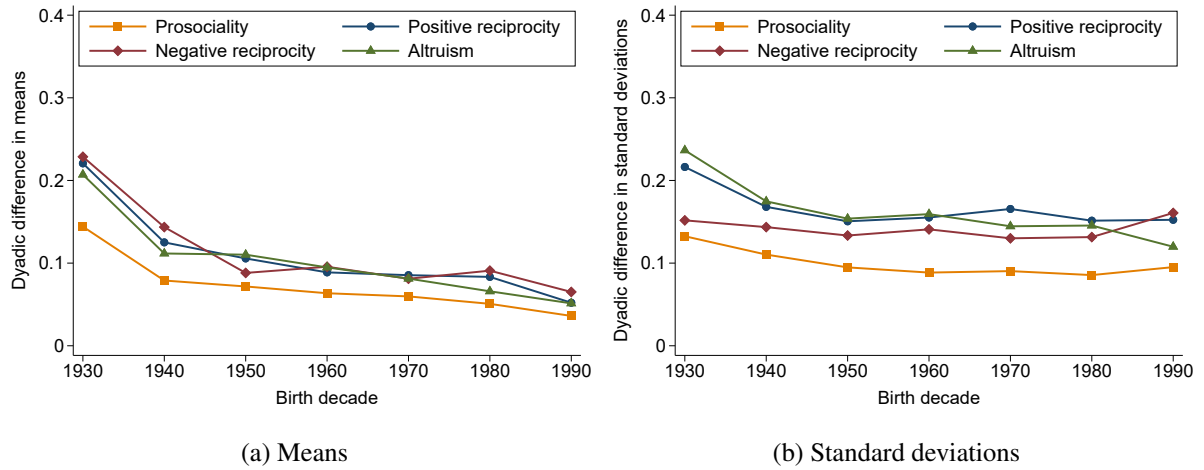 Prosociality
Positive reciprocity
Negative reciprocity
Altruism
Dyadic difference in means
0.4
0.3
0.2
0.1
0
1930 1940 1950 1960 1970 1980 1990
Birth decade
(a) Means
Prosociality
Positive reciprocity
Negative reciprocity
Altruism
Dyadic difference in standard deviations
0.4
0.3
0.2
0.1
0
1930 1940 1950 1960 1970 1980 1990
Birth decade
(b) Standard deviations